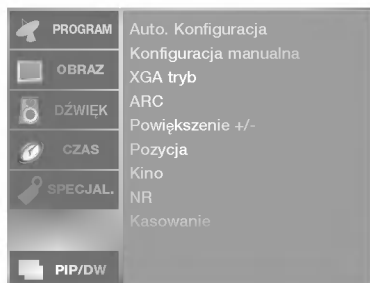 PROGRAM
OBRAZ
DŹWIĘK
CZAS
SPECJAL.
PIP/DW
Auto. Konfiguracja
Konfiguracja manualna
XGA tryb
ARC
Powiększenie +/-
Pozycja
Kino
NR
Kasowanie